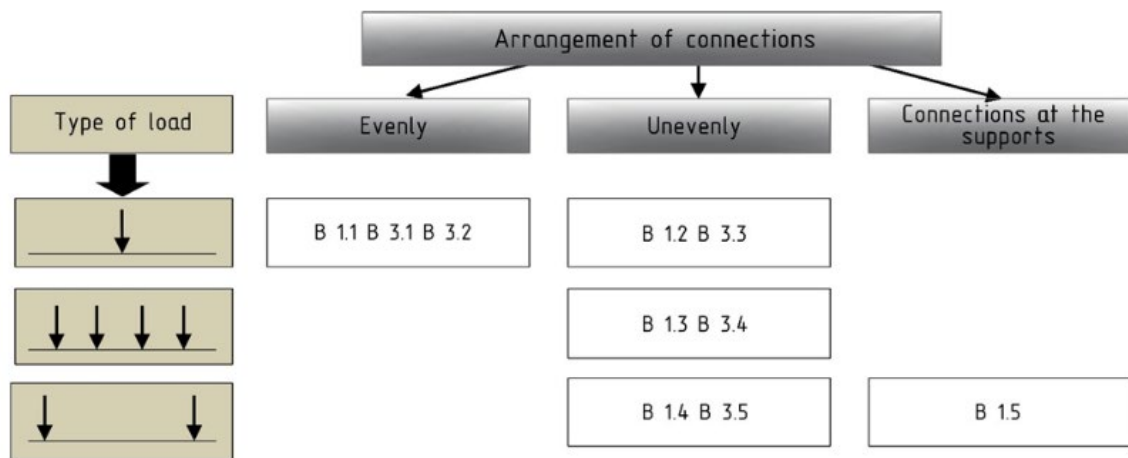 Arrangement of connections
Type of load
Evenly
Unevenly
Connections at the
supports
B 1.1 B 3.1 B 3.2
B 1.2 B 3.3
B 1.3 B 3.4
B 1.4 B 3.5
B 1.5